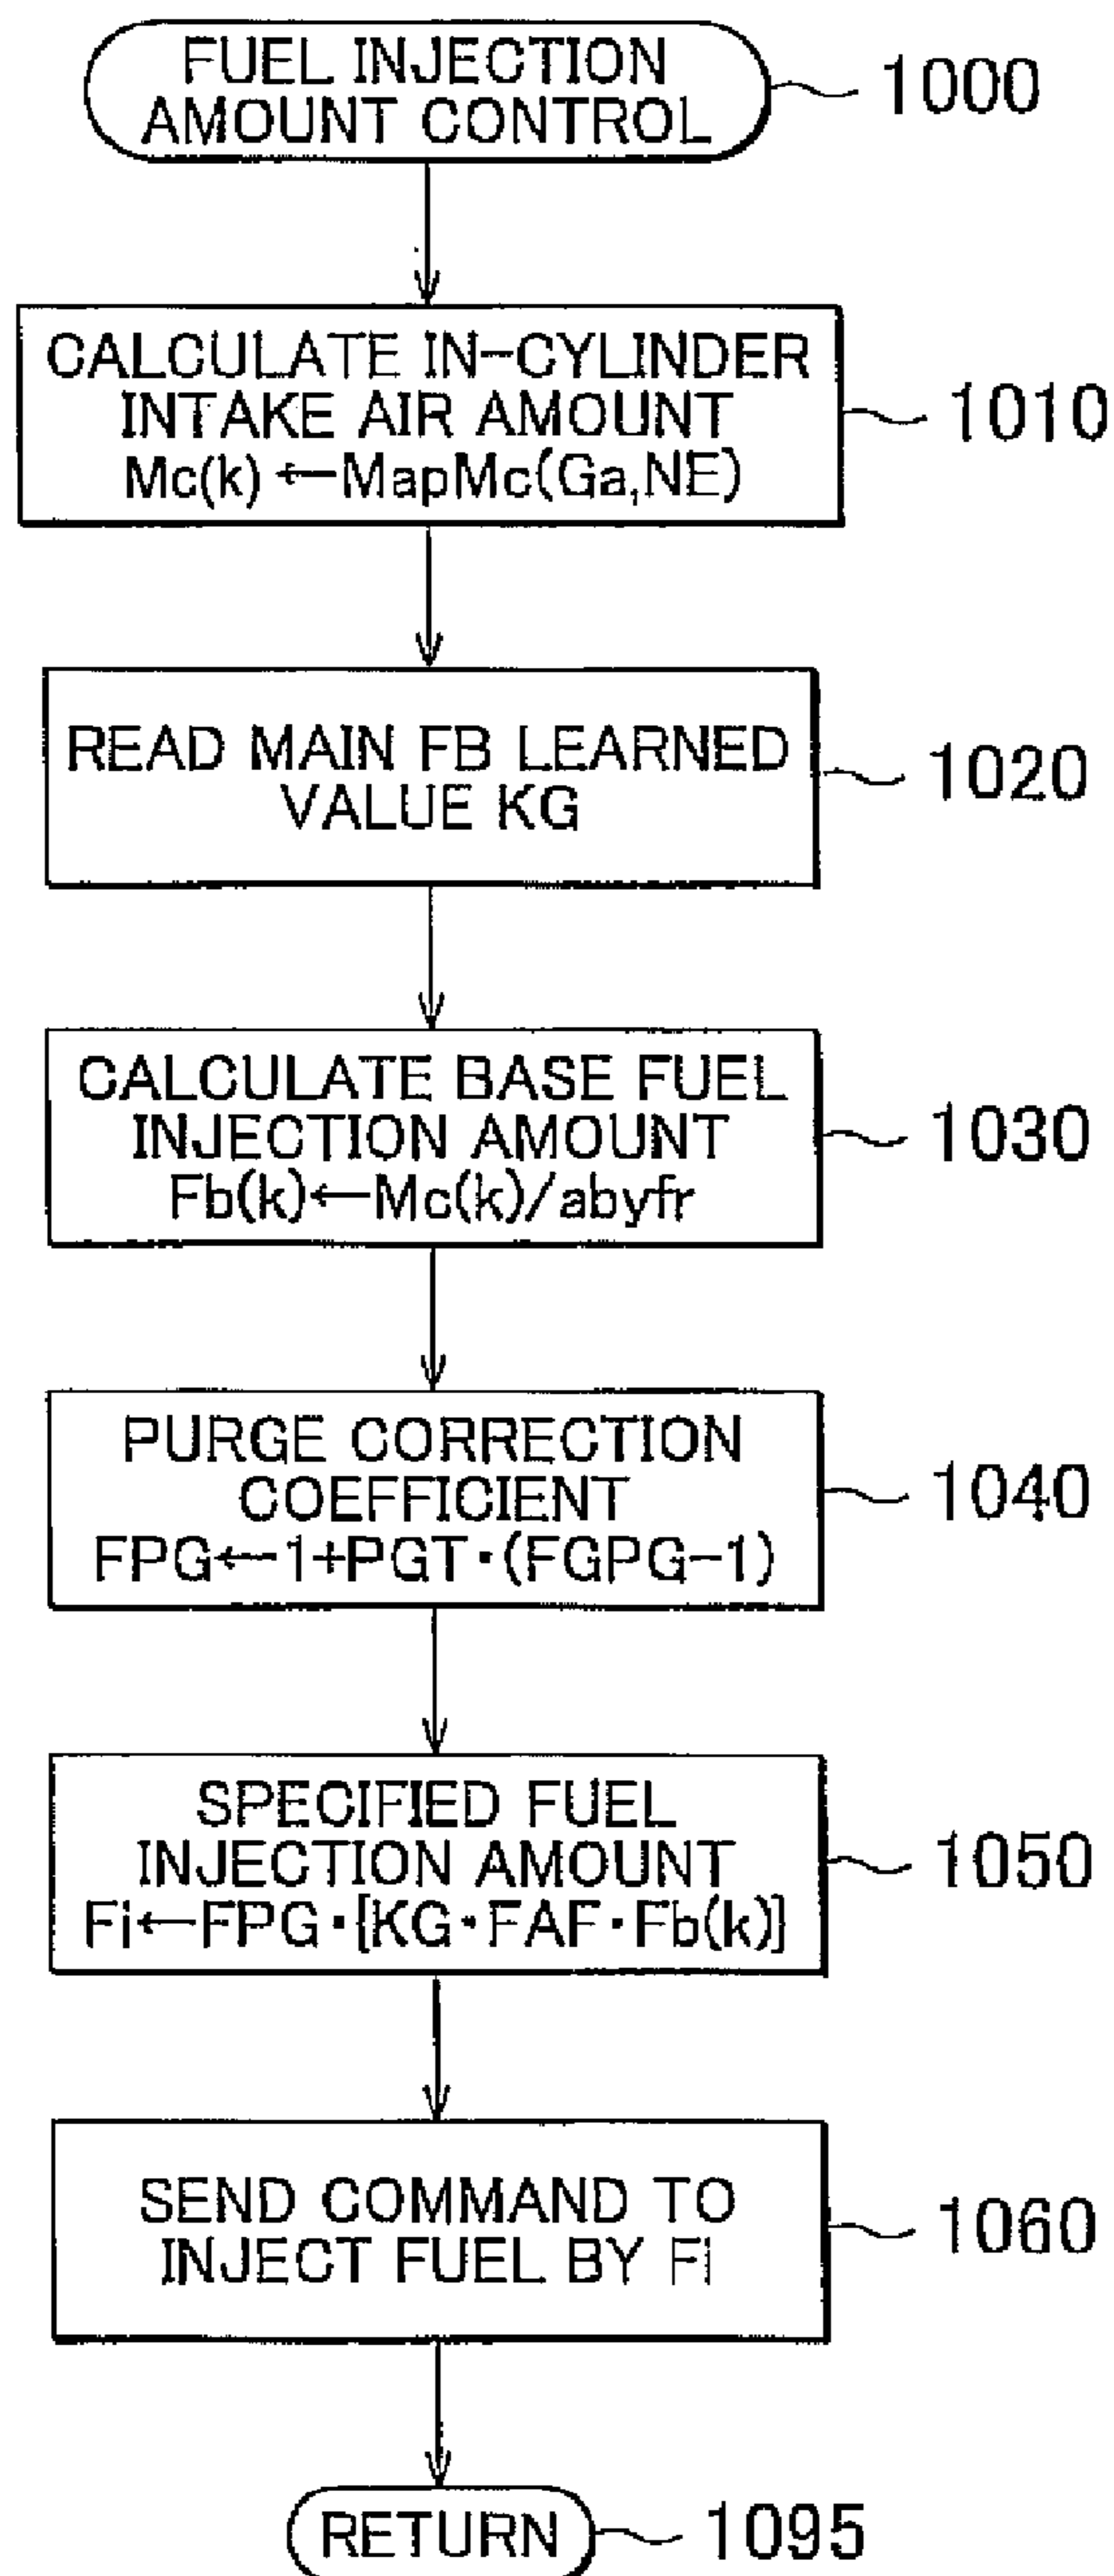 FUEL INJECTION
AMOUNT CONTROL
1000
CALCULATE IN-CYLINDER
INTAKE AIR AMOUNT
Mc(k)←MapMc(Ga,NE)
1010
READ MAIN FB LEARNED
VALUE KG
1020
CALCULATE BASE FUEL
INJECTION AMOUNT
Fb(k)←Mc(k)/abyfr
1030
PURGE CORRECTION
COEFFICIENT
FPG←1+PGT·(FGPG-1)
1040
SPECIFIED FUEL
INJECTION AMOUNT
Fi←FPG·[KG·FAF·Fb(k)]
1050
SEND COMMAND TO
INJECT FUEL BY Fi
1060
RETURN
1095